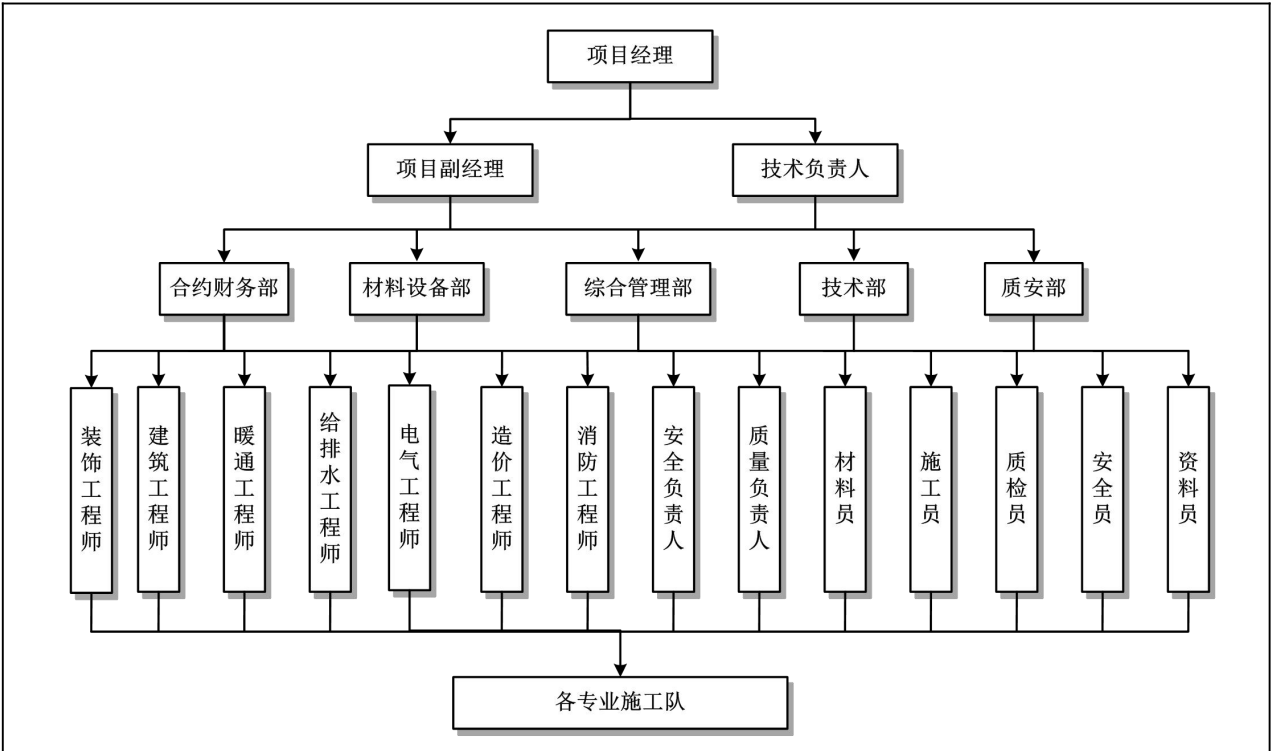 项目经理
项目副经理
技术负责人
合约财务部
材料设备部
综合管理部
技术部
质安部
装饰工程师
建筑工程师
暖通工程师
给排水工程师
电气工程师
造价工程师
消防工程师
安全负责人
质量负责人
材料员
施工员
质检员
安全员
资料员
各专业施工队